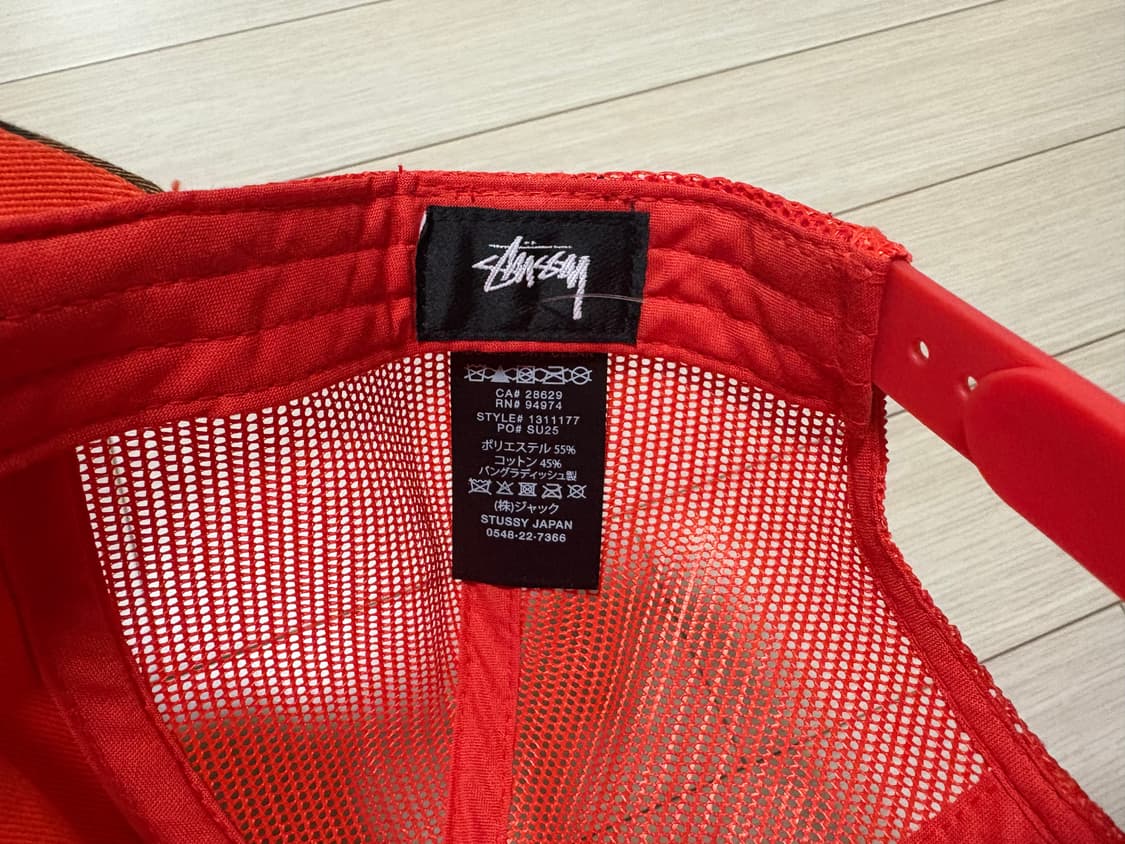 STÜSSY
CA# 28629
RN# 94974
STYLE# 1311177
PO# SU25
ポリエステル 55%
コットン 45%
バングラディッシュ製
(株)ジャック
STUSSY JAPAN
0548·22·7366